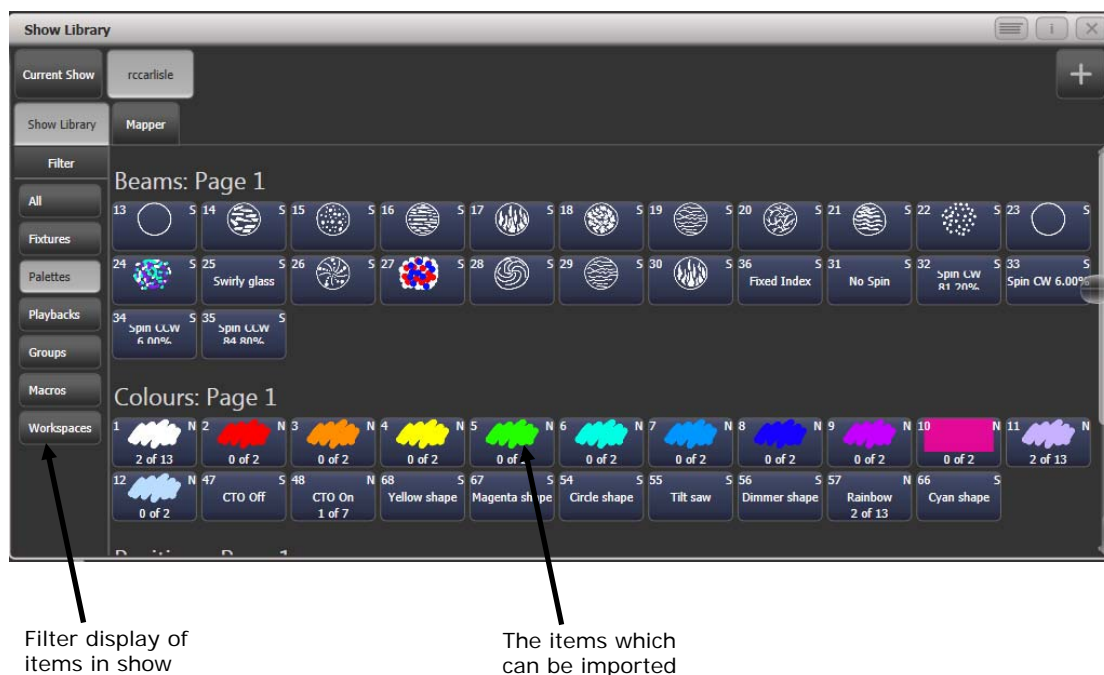 Show Library
i
Current Show
rccarlisle
Show Library
Mapper
Filter
All
Fixtures
Palettes
Playbacks
Groups
Macros
Workspaces
Beams: Page 1
13 S 14 S 15 S 16 S 17 S 18 S 19 S 20 S 21 S 22 S 23 S
24 S 25 S 26 S 27 S 28 S 29 S 30 S 36 S 31 S 32 S 33 S
Swirly glass Fixed Index No Spin Spin CW Spin CW 6.00%
81.20%
34 S 35 S
Spin CCW Spin CCW
6.00% 84.80%
Colours: Page 1
1 N 2 N 3 N 4 N 5 N 6 N 7 N 8 N 9 N 10 N 11 N
2 of 13 0 of 2 0 of 2 0 of 2 0 of 2 0 of 2 0 of 2 0 of 2 0 of 2 0 of 2 2 of 13
12 N 47 S 48 N 68 S 67 S 54 S 55 S 56 S 57 N 66 S
CTO Off CTO On Yellow shape Magenta shape Circle shape Tilt saw Dimmer shape Rainbow Cyan shape
0 of 2 1 of 7 2 of 13
Filter display of
items in show
The items which
can be imported